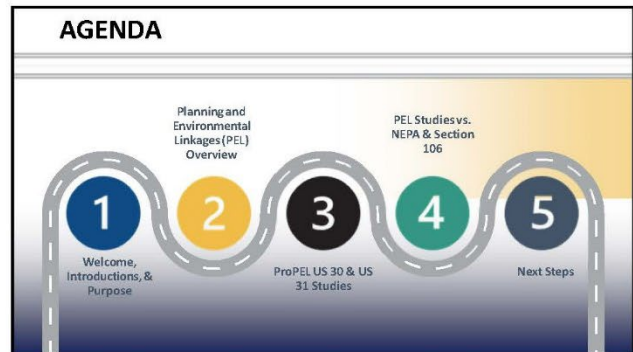 AGENDA
1
Welcome,
Introductions, &
Purpose
Planning and
Environmental
Linkages (PEL)
Overview
2
3
ProPEL US 30 & US
31 Studies
PEL Studies vs.
NEPA & Section
106
4
5
Next Steps